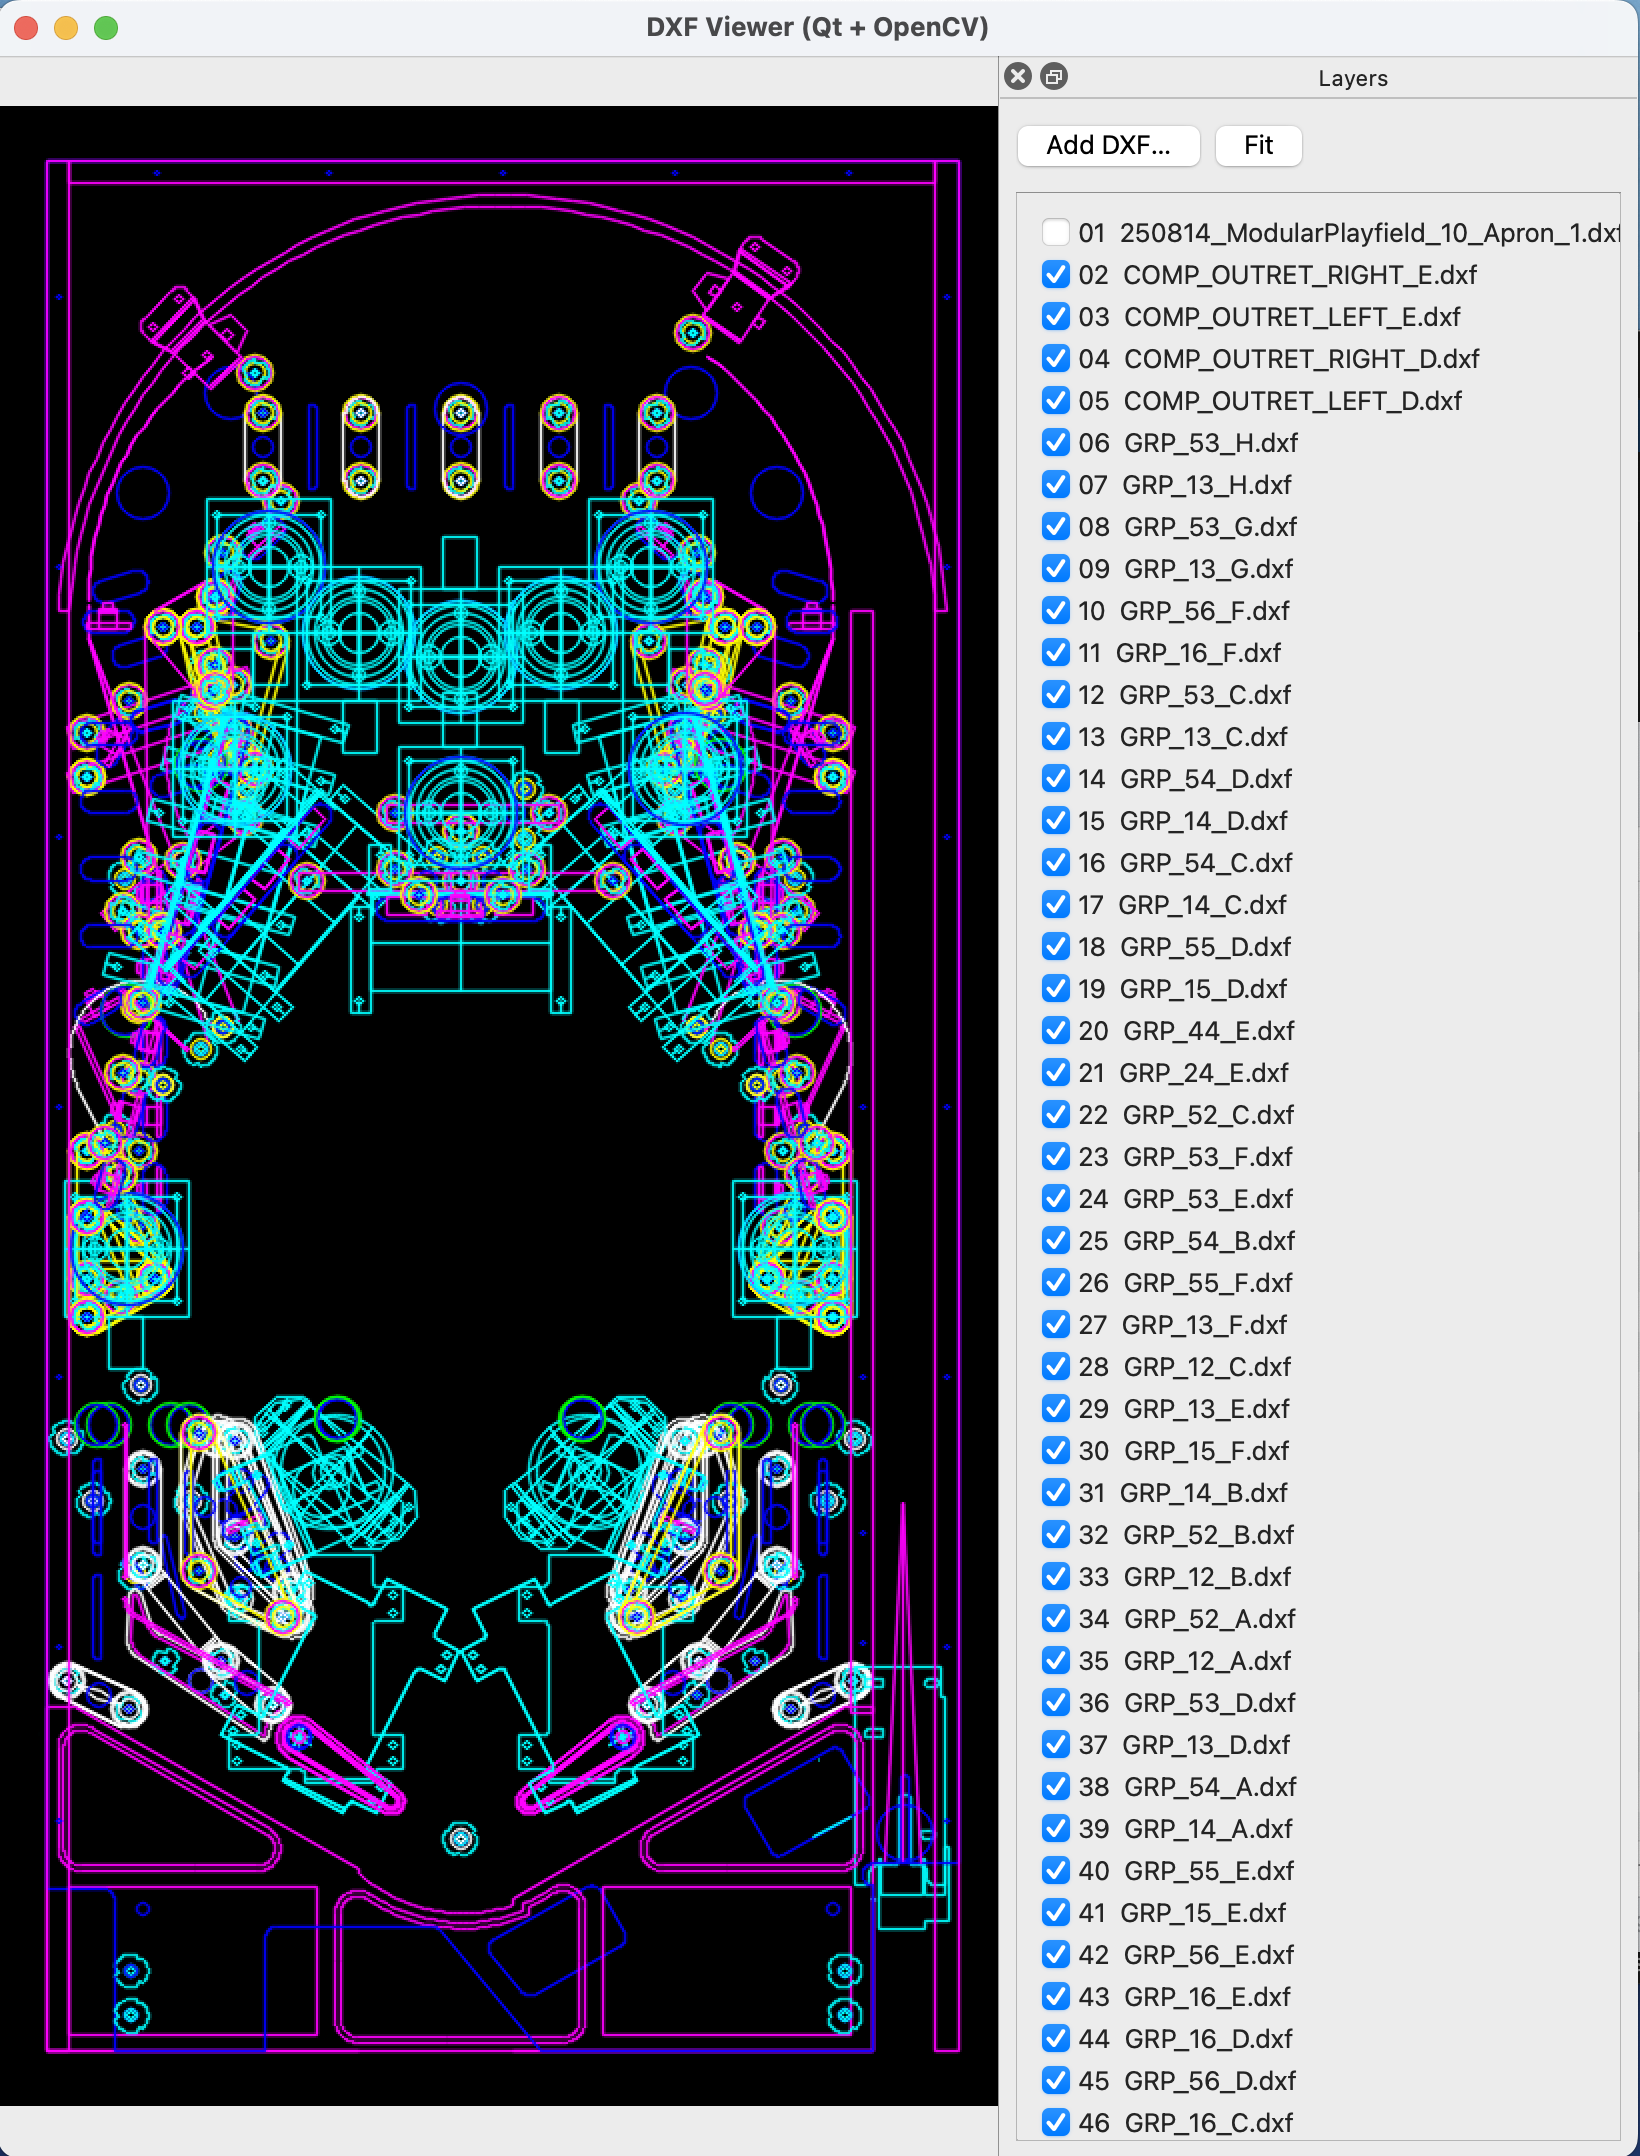 DXF Viewer (Qt + OpenCV)
Layers
Add DXF...
Fit
01 250814_ModularPlayfield_10_Apron_1.dxf
02 COMP_OUTRET_RIGHT_E.dxf
03 COMP_OUTRET_LEFT_E.dxf
04 COMP_OUTRET_RIGHT_D.dxf
05 COMP_OUTRET_LEFT_D.dxf
06 GRP_53_H.dxf
07 GRP_13_H.dxf
08 GRP_53_G.dxf
09 GRP_13_G.dxf
10 GRP_56_F.dxf
11 GRP_16_F.dxf
12 GRP_53_C.dxf
13 GRP_13_C.dxf
14 GRP_54_D.dxf
15 GRP_14_D.dxf
16 GRP_54_C.dxf
17 GRP_14_C.dxf
18 GRP_55_D.dxf
19 GRP_15_D.dxf
20 GRP_44_E.dxf
21 GRP_24_E.dxf
22 GRP_52_C.dxf
23 GRP_53_F.dxf
24 GRP_53_E.dxf
25 GRP_54_B.dxf
26 GRP_55_F.dxf
27 GRP_13_F.dxf
28 GRP_12_C.dxf
29 GRP_13_E.dxf
30 GRP_15_F.dxf
31 GRP_14_B.dxf
32 GRP_52_B.dxf
33 GRP_12_B.dxf
34 GRP_52_A.dxf
35 GRP_12_A.dxf
36 GRP_53_D.dxf
37 GRP_13_D.dxf
38 GRP_54_A.dxf
39 GRP_14_A.dxf
40 GRP_55_E.dxf
41 GRP_15_E.dxf
42 GRP_56_E.dxf
43 GRP_16_E.dxf
44 GRP_16_D.dxf
45 GRP_56_D.dxf
46 GRP_16_C.dxf